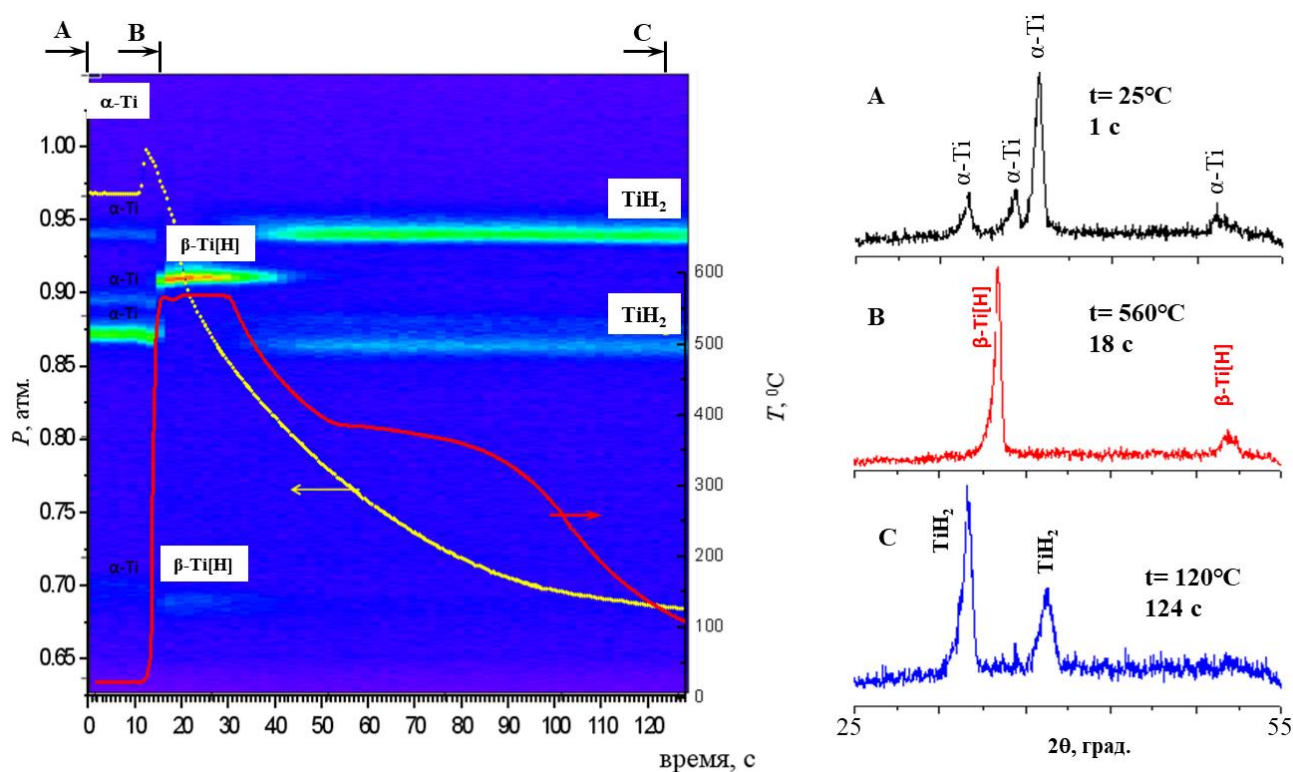 A
B
C
α-Ti
1.00
0.95
0.90
0.85
0.80
0.75
0.70
0.65
P, атм.
α-Ti
α-Ti
α-Ti
α-Ti
β-Ti[H]
β-Ti[H]
TiH₂
TiH₂
600
500
400
300
200
100
0
T, ⁰C
0 10 20 30 40 50 60 70 80 90 100 110 120
время, с
A
t= 25°C
1 c
α-Ti
α-Ti
α-Ti
α-Ti
B
t= 560°C
18 c
β-Ti[H]
β-Ti[H]
C
t= 120°C
124 c
TiH₂
TiH₂
25
55
2θ, град.